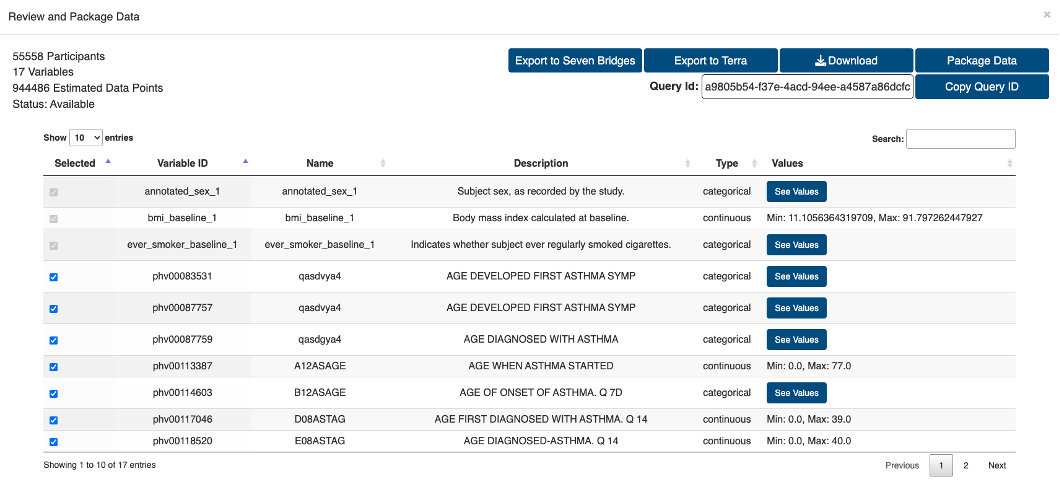 Review and Package Data
×
55558 Participants
17 Variables
944486 Estimated Data Points
Status: Available
Export to Seven Bridges Export to Terra Download Package Data
Query Id: a9805b54-f37e-4acd-94ee-a4587a86dcfc Copy Query ID
Show 10 entries Search:
Selected Variable ID Name Description Type Values
annotated_sex_1 annotated_sex_1 Subject sex, as recorded by the study. categorical See Values
bmi_baseline_1 bmi_baseline_1 Body mass index calculated at baseline. continuous Min: 11.1056364319709, Max: 91.797262447927
ever_smoker_baseline_1 ever_smoker_baseline_1 Indicates whether subject ever regularly smoked cigarettes. categorical See Values
phv00083531 qasdvya4 AGE DEVELOPED FIRST ASTHMA SYMP categorical See Values
phv00087757 qasdvya4 AGE DEVELOPED FIRST ASTHMA SYMP categorical See Values
phv00087759 qasdgya4 AGE DIAGNOSED WITH ASTHMA categorical See Values
phv00113387 A12ASAGE AGE WHEN ASTHMA STARTED continuous Min: 0.0, Max: 77.0
phv00114603 B12ASAGE AGE OF ONSET OF ASTHMA. Q 7D categorical See Values
phv00117046 D08ASTAG AGE FIRST DIAGNOSED WITH ASTHMA. Q 14 continuous Min: 0.0, Max: 39.0
phv00118520 E08ASTAG AGE DIAGNOSED-ASTHMA. Q 14 continuous Min: 0.0, Max: 40.0
Showing 1 to 10 of 17 entries Previous 1 2 Next